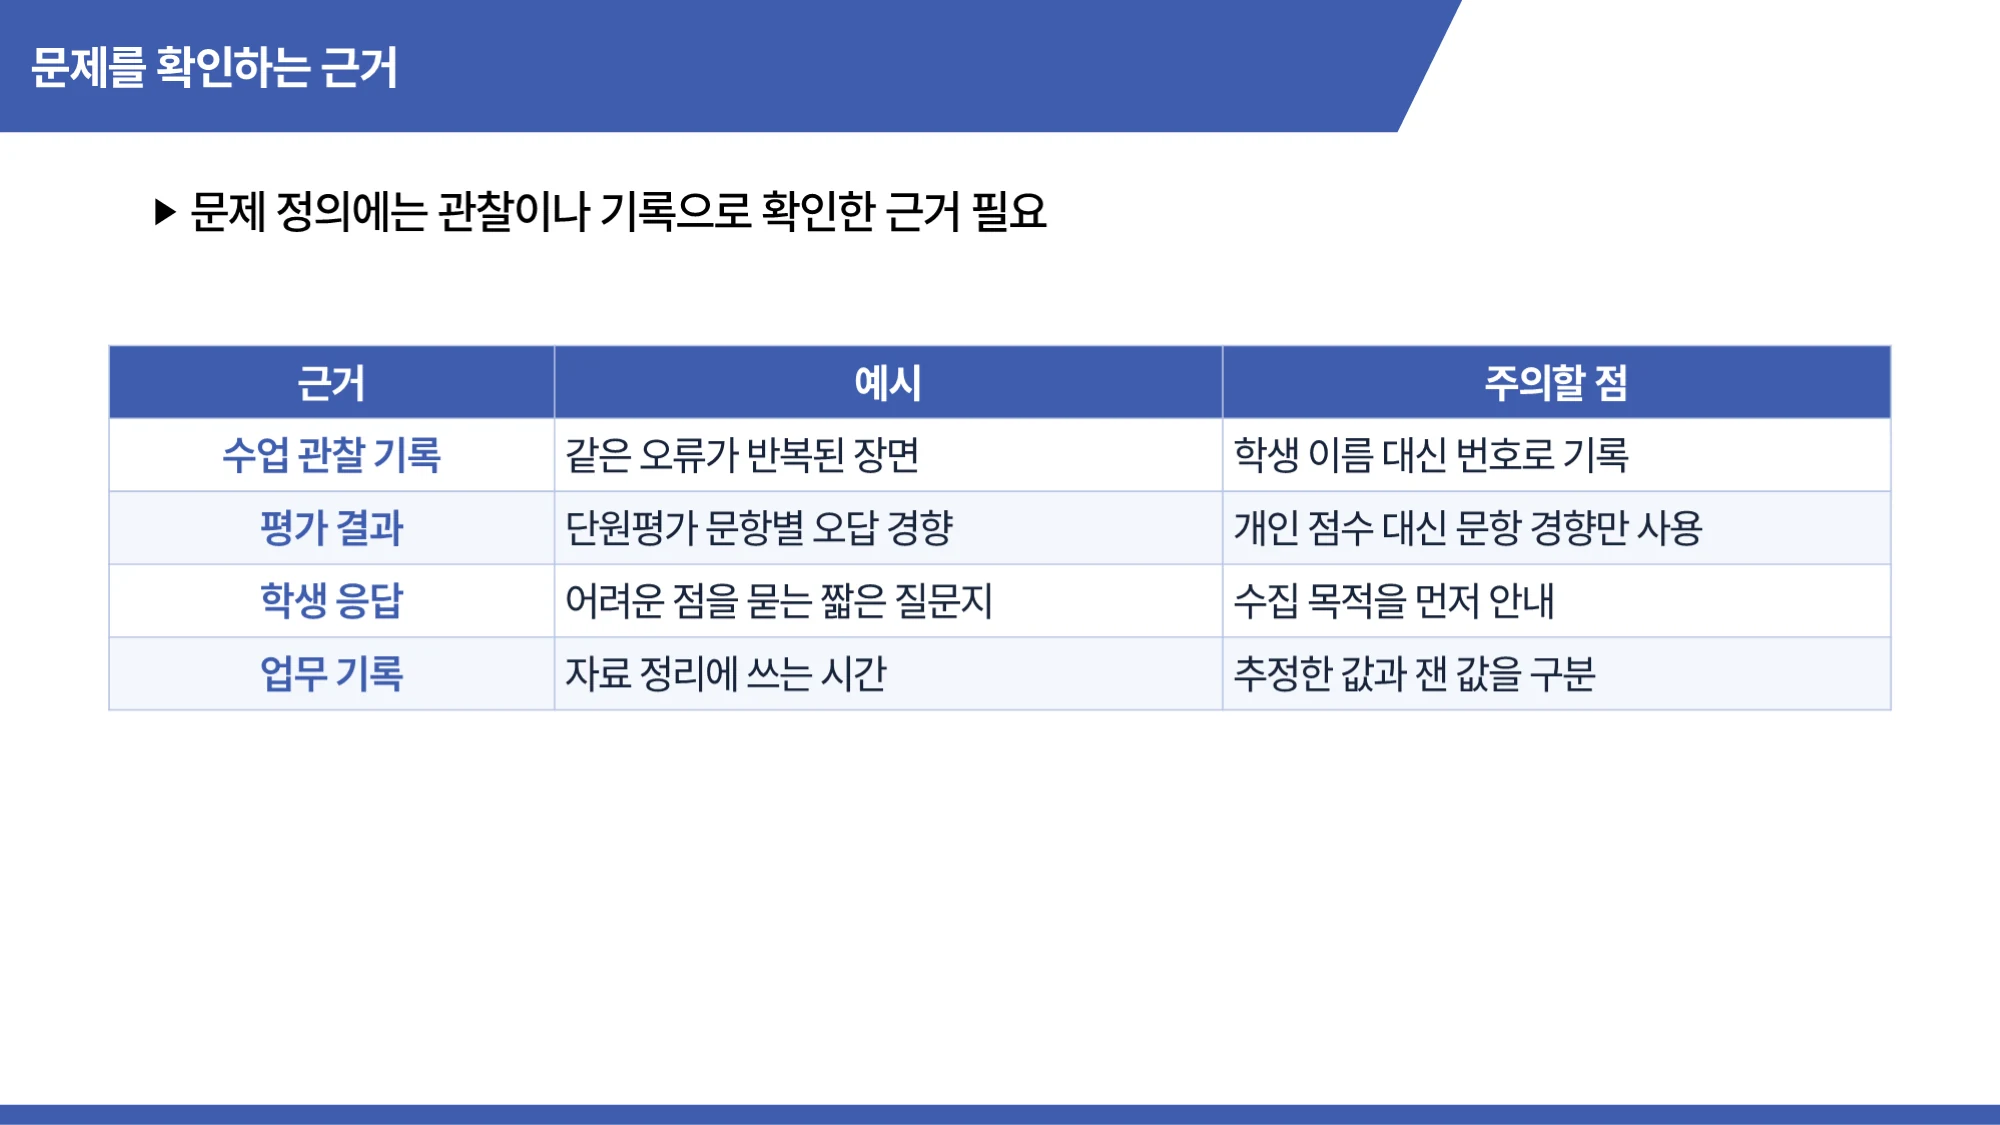 문제를 확인하는 근거
▶ 문제 정의에는 관찰이나 기록으로 확인한 근거 필요
근거 예시 주의할 점
수업 관찰 기록 같은 오류가 반복된 장면 학생 이름 대신 번호로 기록
평가 결과 단원평가 문항별 오답 경향 개인 점수 대신 문항 경향만 사용
학생 응답 어려운 점을 묻는 짧은 질문지 수집 목적을 먼저 안내
업무 기록 자료 정리에 쓰는 시간 추정한 값과 잰 값을 구분